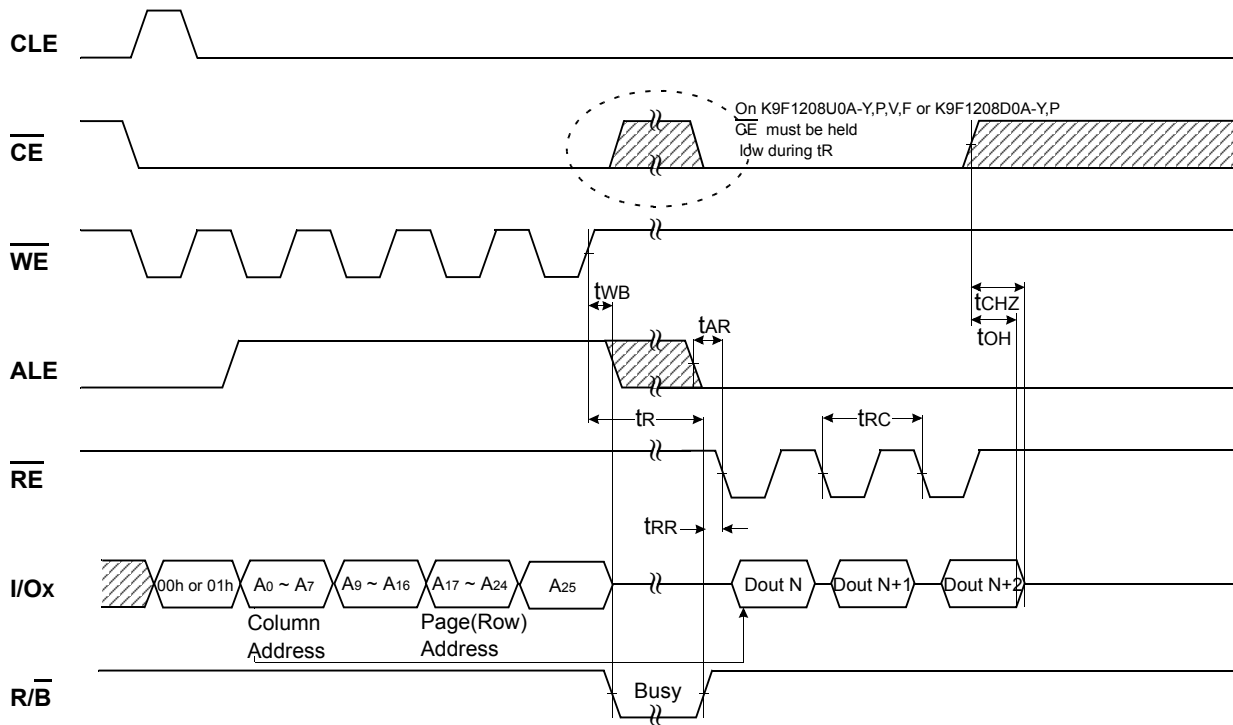 CLE
On K9F1208U0A-Y,P,V,F or K9F1208D0A-Y,P
CE must be held
low during tR
CE
WE
tWB
tCHZ
tAR
tOH
ALE
tR
tRC
RE
tRR
I/Ox
00h or 01h
A0 ~ A7
A9 ~ A16
A17 ~ A24
A25
Dout N
Dout N+1
Dout N+2
Column
Address
Page(Row)
Address
R/B
Busy